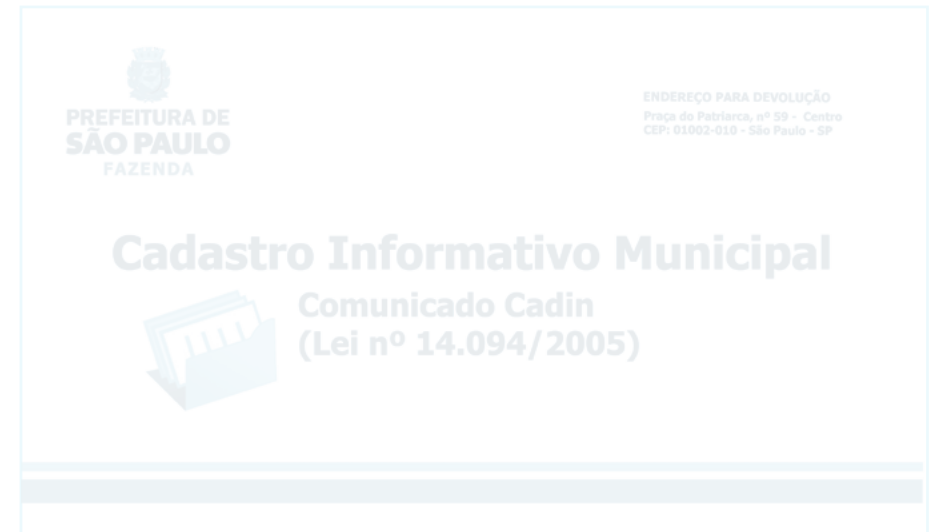 PREFEITURA DE
SÃO PAULO
FAZENDA
ENDEREÇO PARA DEVOLUÇÃO
Praça do Patriarca, nº 59 - Centro
CEP: 01002-010 - São Paulo - SP
Cadastro Informativo Municipal
Comunicado Cadin
(Lei nº 14.094/2005)